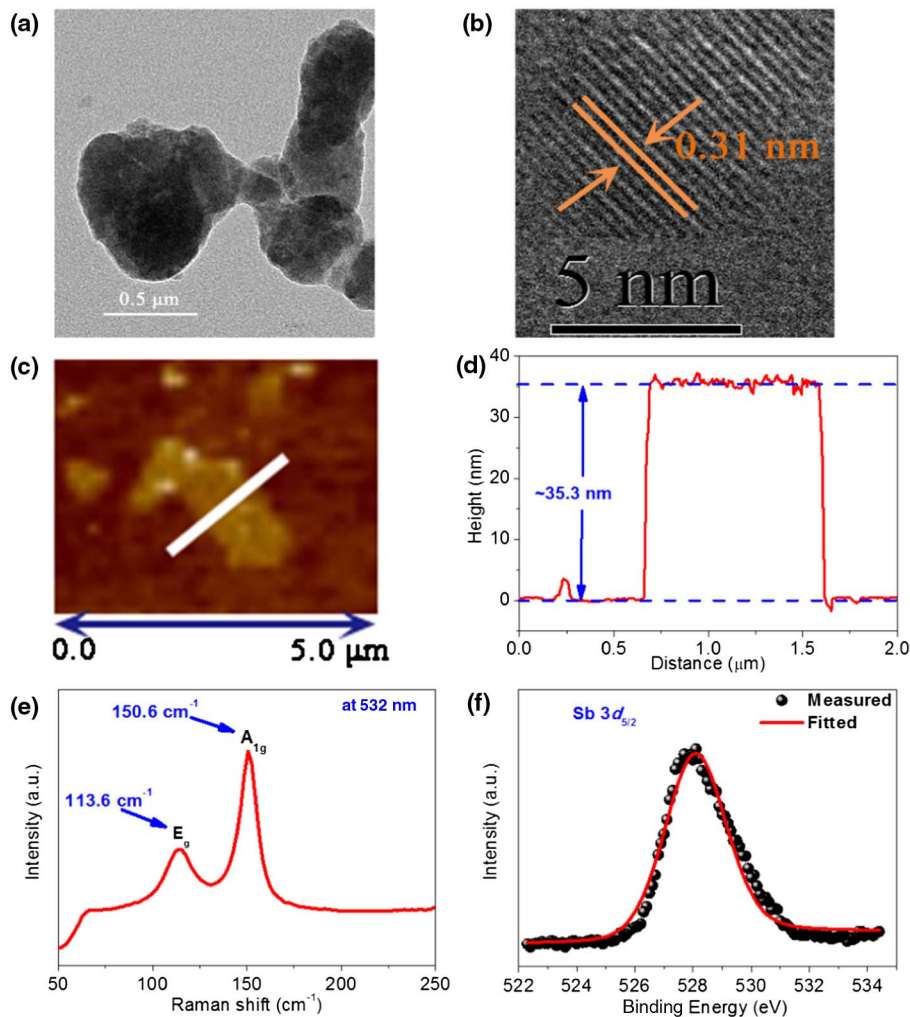 (a)
0.5 μm
(b)
0.31 nm
5 nm
(c)
0.0 5.0 μm
(d)
40
30
20
10
0
Height (nm)
~35.3 nm
0.0 0.5 1.0 1.5 2.0
Distance (μm)
(e)
at 532 nm
150.6 cm⁻¹
A₁g
113.6 cm⁻¹
Eg
Intensity (a.u.)
50 100 150 200 250
Raman shift (cm⁻¹)
(f)
Sb 3d5/2
Measured
Fitted
Intensity (a.u.)
522 524 526 528 530 532 534
Binding Energy (eV)